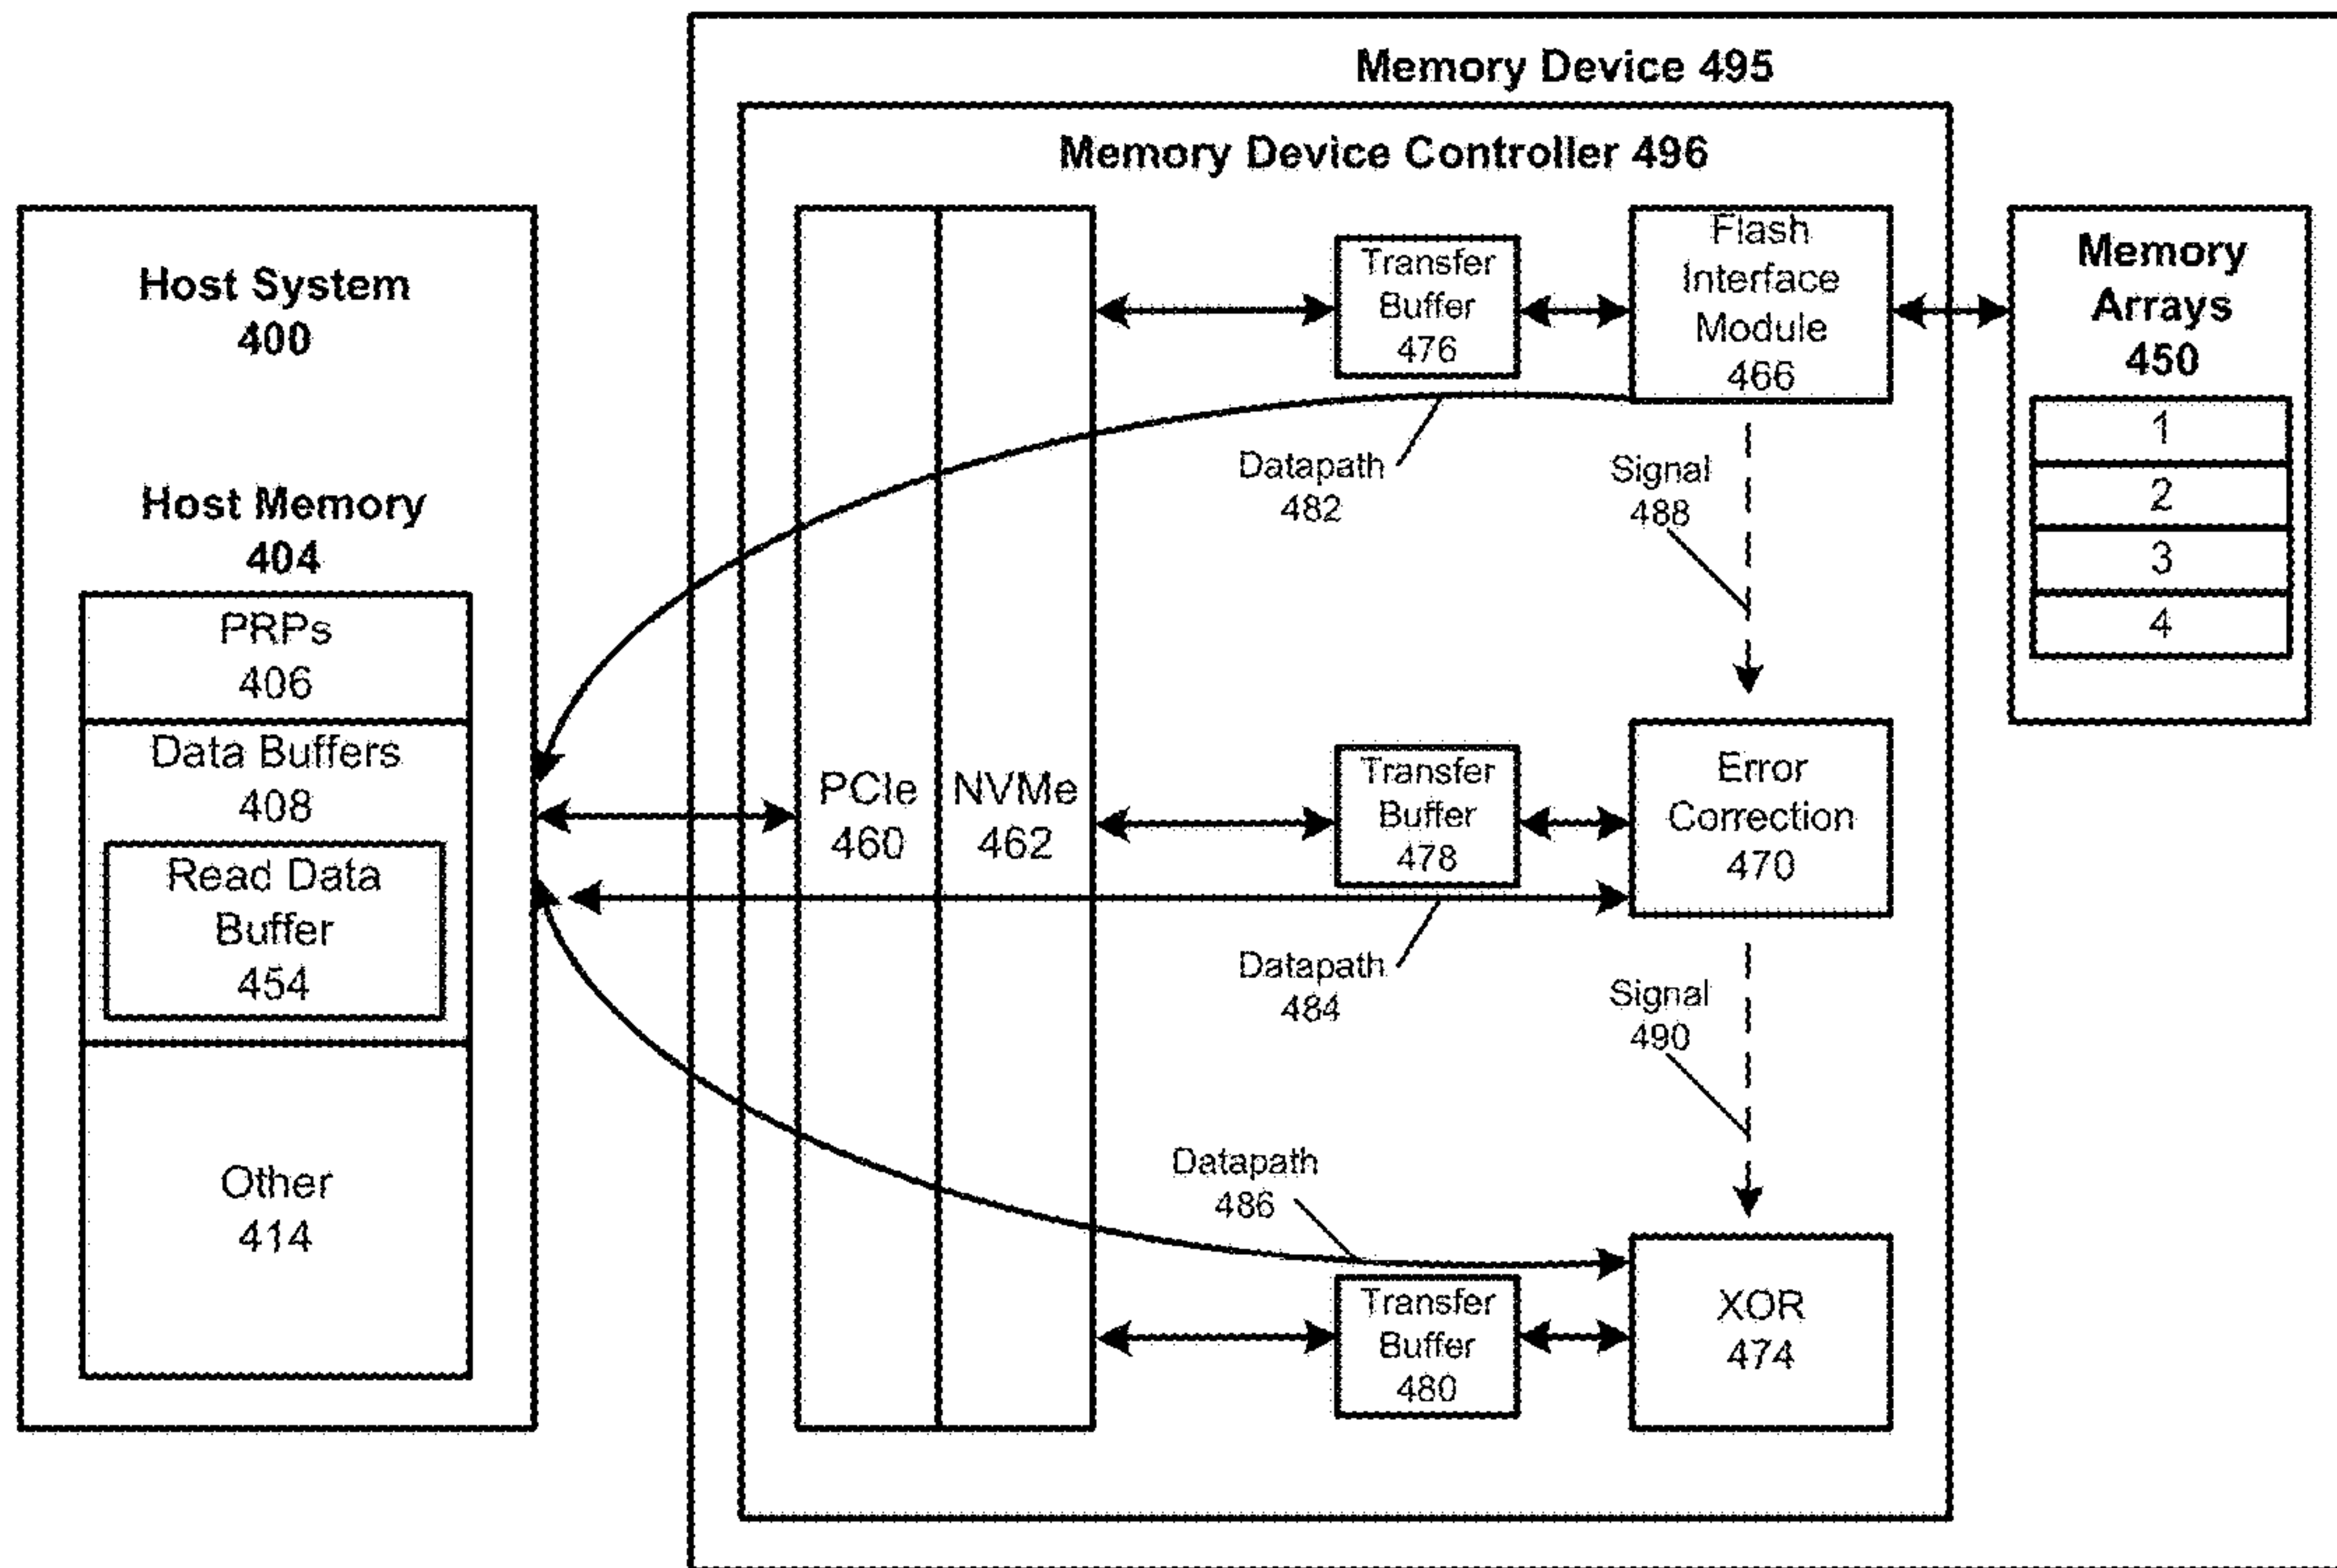 Memory Device 495
Memory Device Controller 496
Host System
400
Host Memory
404
PRPs
406
Data Buffers
408
Read Data
Buffer
454
Other
414
PCIe
460
NVMe
462
Transfer
Buffer
476
Flash
Interface
Module
466
Memory
Arrays
450
1
2
3
4
Datapath
482
Signal
488
Transfer
Buffer
478
Error
Correction
470
Datapath
484
Signal
490
Datapath
486
Transfer
Buffer
480
XOR
474